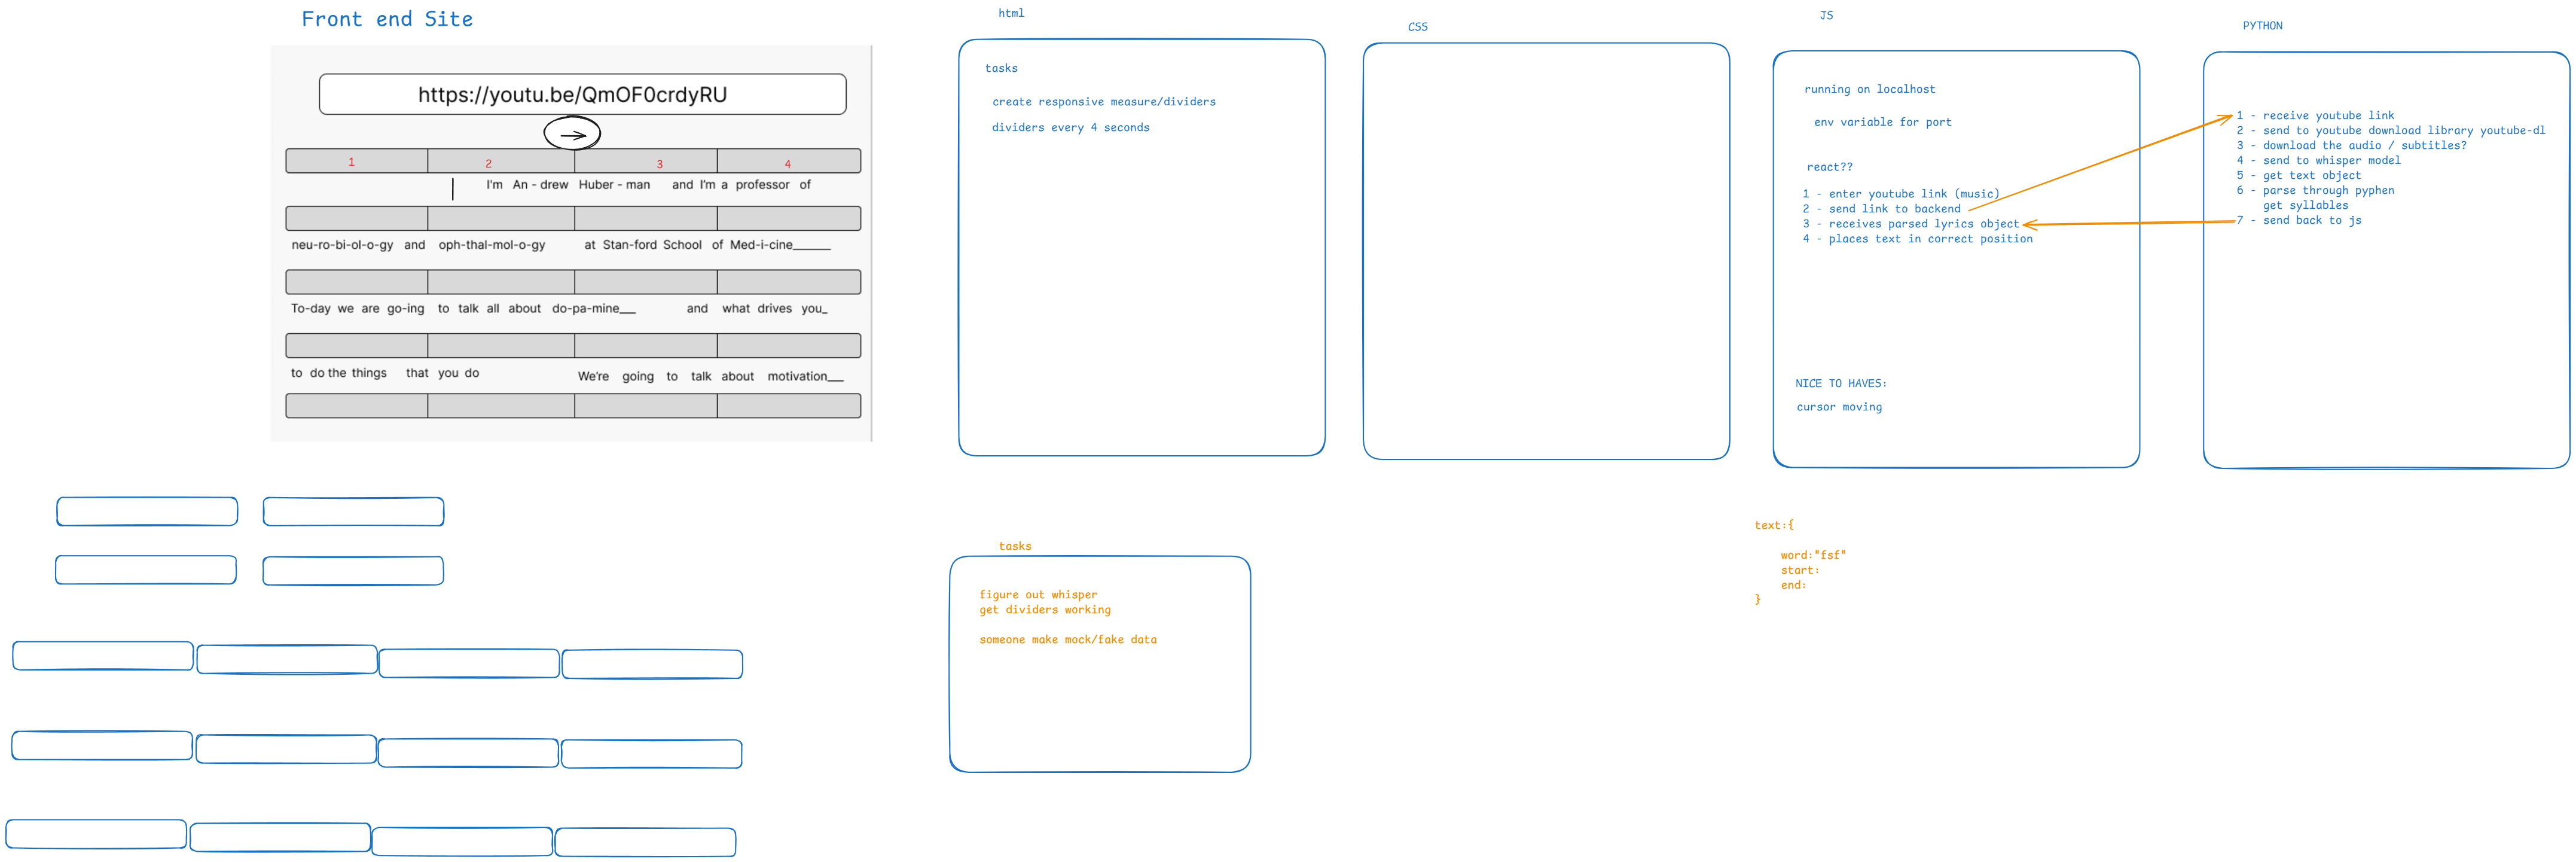 Front end Site
https://youtu.be/QmOF0crdyRU
1 2 3 4
I'm An - drew Huber - man and I'm a professor of
neu-ro-bi-ol-o-gy and oph-thal-mol-o-gy at Stan-ford School of Med-i-cine______
To-day we are go-ing to talk all about do-pa-mine___ and what drives you_
to do the things that you do We're going to talk about motivation___
html
tasks
create responsive measure/dividers
dividers every 4 seconds
CSS
JS
running on localhost
env variable for port
react??
1 - enter youtube link (music)
2 - send link to backend
3 - receives parsed lyrics object
4 - places text in correct position
NICE TO HAVES:
cursor moving
PYTHON
1 - receive youtube link
2 - send to youtube download library youtube-dl
3 - download the audio / subtitles?
4 - send to whisper model
5 - get text object
6 - parse through pyphen
get syllables
7 - send back to js
tasks
figure out whisper
get dividers working
someone make mock/fake data
text:{
word:"fsf"
start:
end:
}